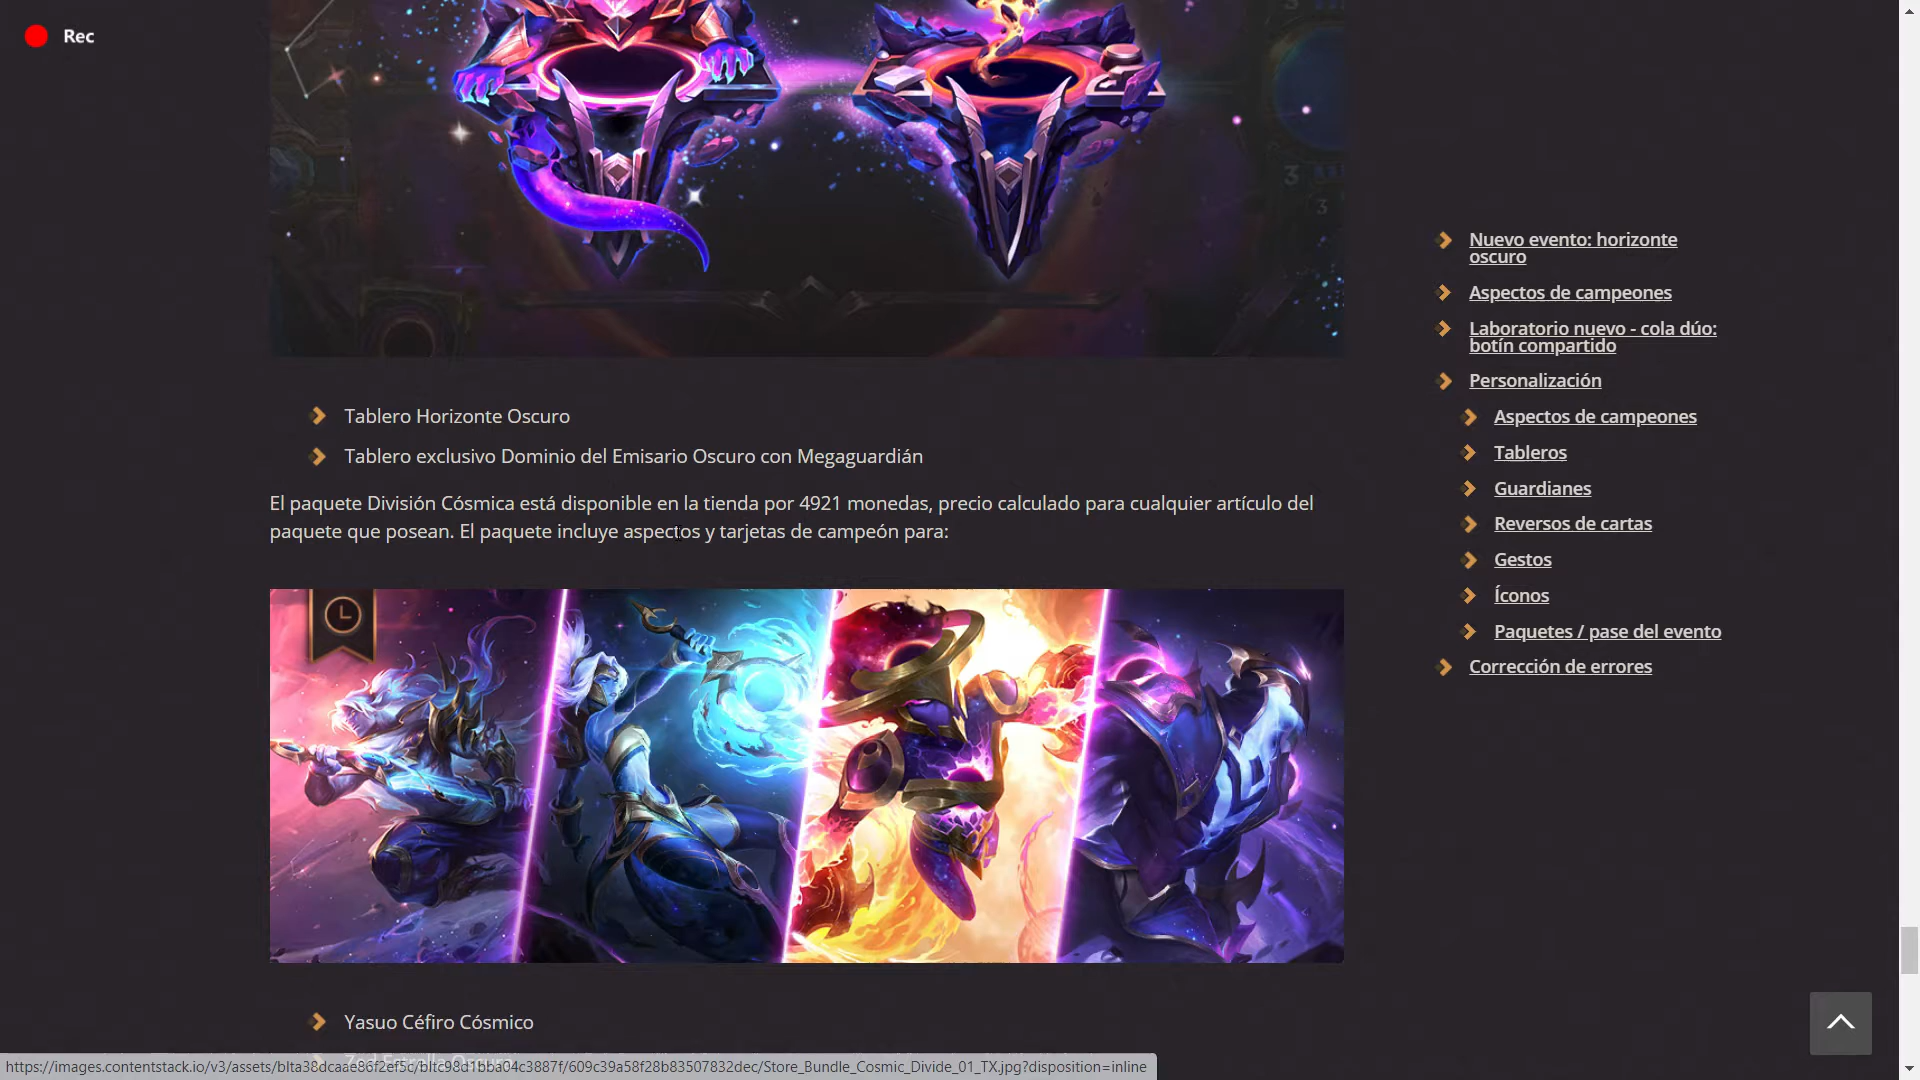 Rec
Tablero Horizonte Oscuro
Tablero exclusivo Dominio del Emisario Oscuro con Megaguardián
El paquete División Cósmica está disponible en la tienda por 4921 monedas, precio calculado para cualquier artículo del
paquete que posean. El paquete incluye aspectos y tarjetas de campeón para:
Yasuo Céfiro Cósmico
Zed Estrella Oscura
https://images.contentstack.io/v3/assets/blta38dcaae86f2ef5c/bltc98d1bba04c3887f/609c39a58f28b83507832dec/Store_Bundle_Cosmic_Divide_01_TX.jpg?disposition=inline
Nuevo evento: horizonte
oscuro
Aspectos de campeones
Laboratorio nuevo - cola dúo:
botín compartido
Personalización
Aspectos de campeones
Tableros
Guardianes
Reversos de cartas
Gestos
Íconos
Paquetes / pase del evento
Corrección de errores